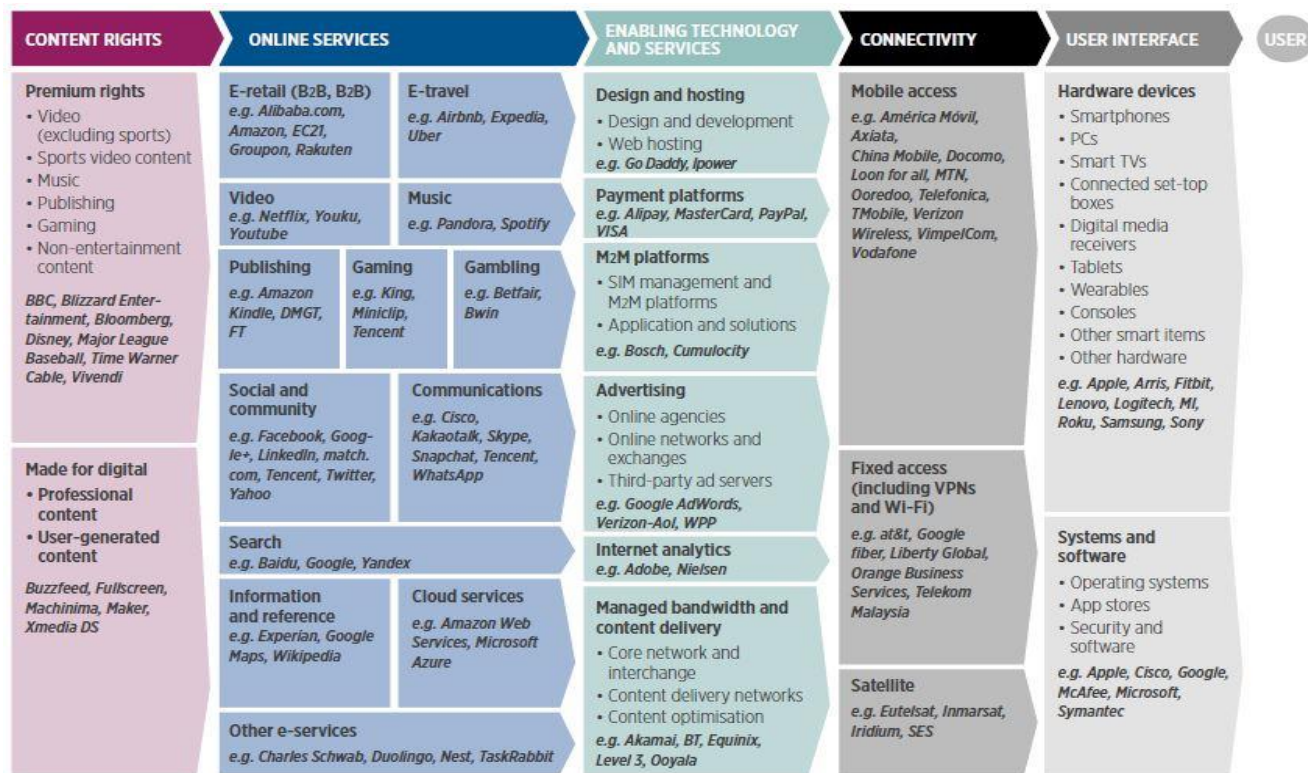 CONTENT RIGHTS
ONLINE SERVICES
ENABLING TECHNOLOGY
AND SERVICES
CONNECTIVITY
USER INTERFACE
USER
Premium rights
• Video
(excluding sports)
• Sports video content
• Music
• Publishing
• Gaming
• Non-entertainment
content
BBC, Blizzard Enter-
tainment, Bloomberg,
Disney, Major League
Baseball, Time Warner
Cable, Vivendi
Made for digital
• Professional
content
• User-generated
content
Buzzfeed, Fullscreen,
Machinima, Maker,
Xmedia DS
E-retail (B2B, B2B)
e.g. Alibaba.com,
Amazon, EC21,
Groupon, Rakuten
E-travel
e.g. Airbnb, Expedia,
Uber
Video
e.g. Netflix, Youku,
Youtube
Music
e.g. Pandora, Spotify
Publishing
e.g. Amazon
Kindle, DMGT,
FT
Gaming
e.g. King,
Miniclip,
Tencent
Gambling
e.g. Betfair,
Bwin
Social and
community
e.g. Facebook, Goog-
le+, LinkedIn, match.
com, Tencent, Twitter,
Yahoo
Communications
e.g. Cisco,
Kakaotalk, Skype,
Snapchat, Tencent,
WhatsApp
Search
e.g. Baidu, Google, Yandex
Information
and reference
e.g. Experian, Google
Maps, Wikipedia
Cloud services
e.g. Amazon Web
Services, Microsoft
Azure
Other e-services
e.g. Charles Schwab, Duolingo, Nest, TaskRabbit
Design and hosting
• Design and development
• Web hosting
e.g. Go Daddy, Ipower
Payment platforms
e.g. Alipay, MasterCard, PayPal,
VISA
M2M platforms
• SIM management and
M2M platforms
• Application and solutions
e.g. Bosch, Cumulocity
Advertising
• Online agencies
• Online networks and
exchanges
• Third-party ad servers
e.g. Google AdWords,
Verizon-Aol, WPP
Internet analytics
e.g. Adobe, Nielsen
Managed bandwidth and
content delivery
• Core network and
interchange
• Content delivery networks
• Content optimisation
e.g. Akamai, BT, Equinix,
Level 3, Ooyala
Mobile access
e.g. América Móvil,
Axiata,
China Mobile, Docomo,
Loon for all, MTN,
Ooredoo, Telefonica,
TMobile, Verizon
Wireless, VimpelCom,
Vodafone
Fixed access
(including VPNs
and Wi-Fi)
e.g. at&t, Google
fiber, Liberty Global,
Orange Business
Services, Telekom
Malaysia
Satellite
e.g. Eutelsat, Inmarsat,
Iridium, SES
Hardware devices
• Smartphones
• PCs
• Smart TVs
• Connected set-top
boxes
• Digital media
receivers
• Tablets
• Wearables
• Consoles
• Other smart items
• Other hardware
e.g. Apple, Arris, Fitbit,
Lenovo, Logitech, MI,
Roku, Samsung, Sony
Systems and
software
• Operating systems
• App stores
• Security and
software
e.g. Apple, Cisco, Google,
McAfee, Microsoft,
Symantec